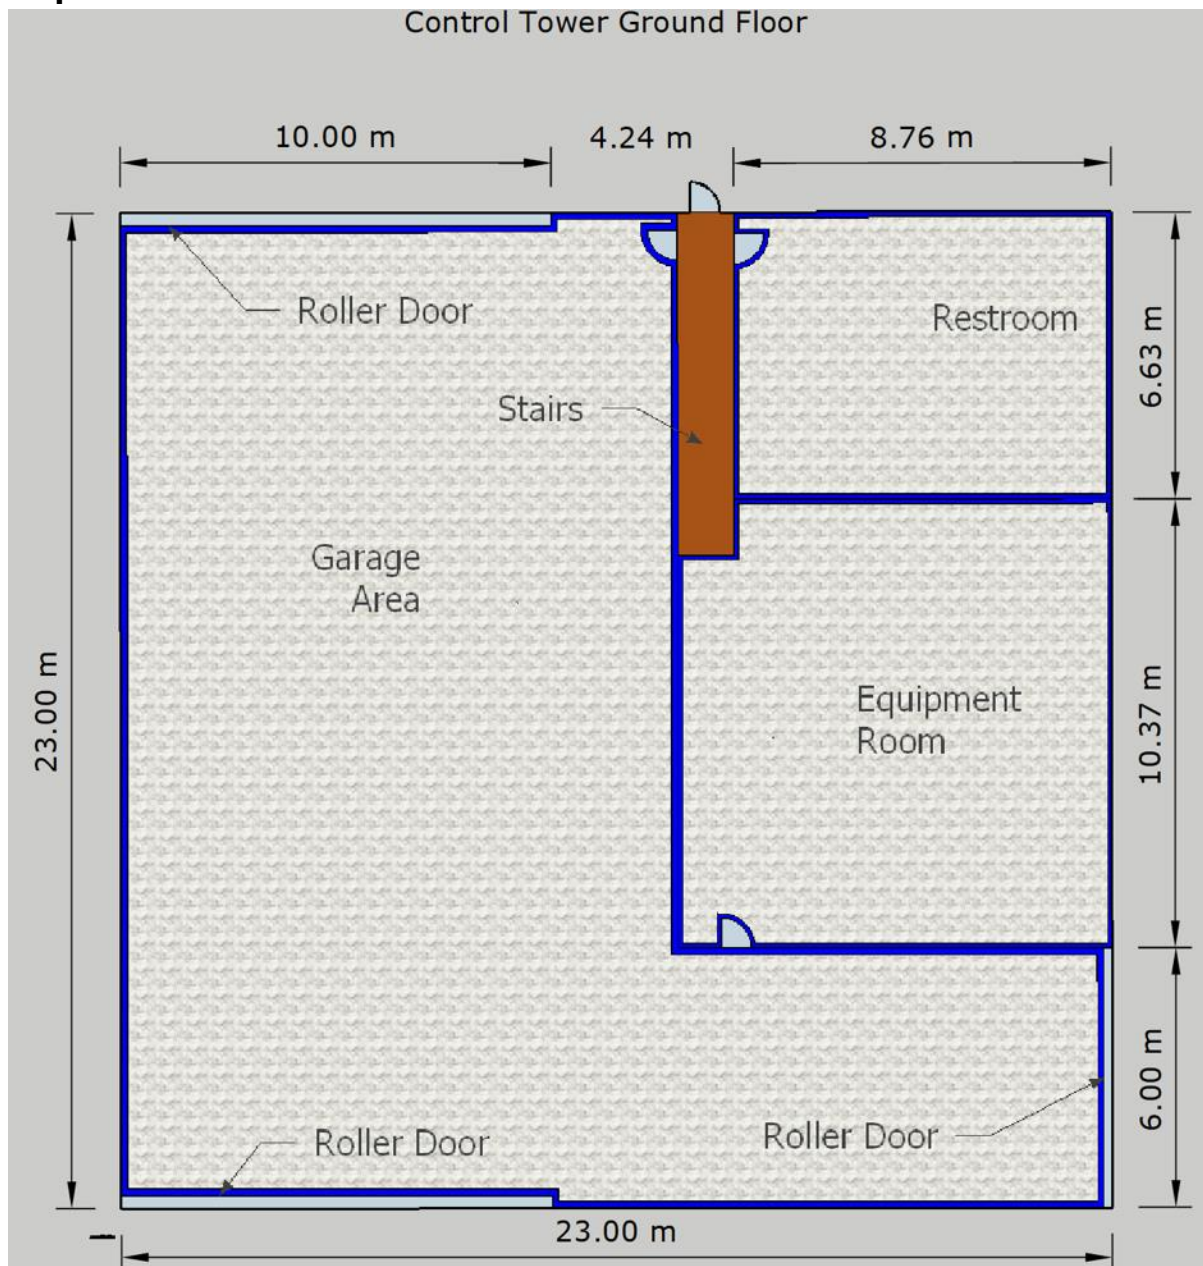 Control Tower Ground Floor
10.00 m
4.24 m
8.76 m
Roller Door
Restroom
6.63 m
Stairs
Garage
Area
23.00 m
Equipment
Room
10.37 m
6.00 m
Roller Door
Roller Door
23.00 m